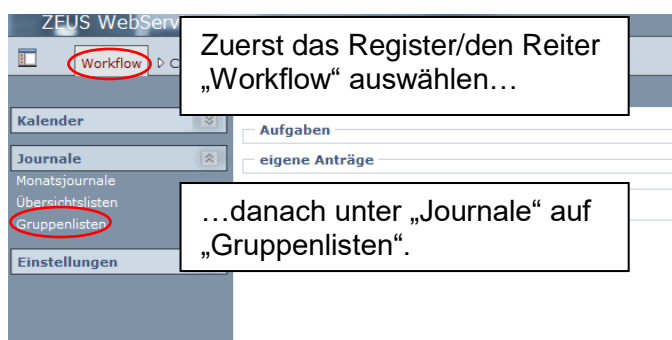 ZEUS WebServ
Zuerst das Register/den Reiter
„Workflow“ auswählen…
Workflow
Kalender
Aufgaben
Journale
eigene Anträge
Monatsjournale
Übersichtslisten
Gruppenlisten
…danach unter „Journale“ auf
„Gruppenlisten“.
Einstellungen